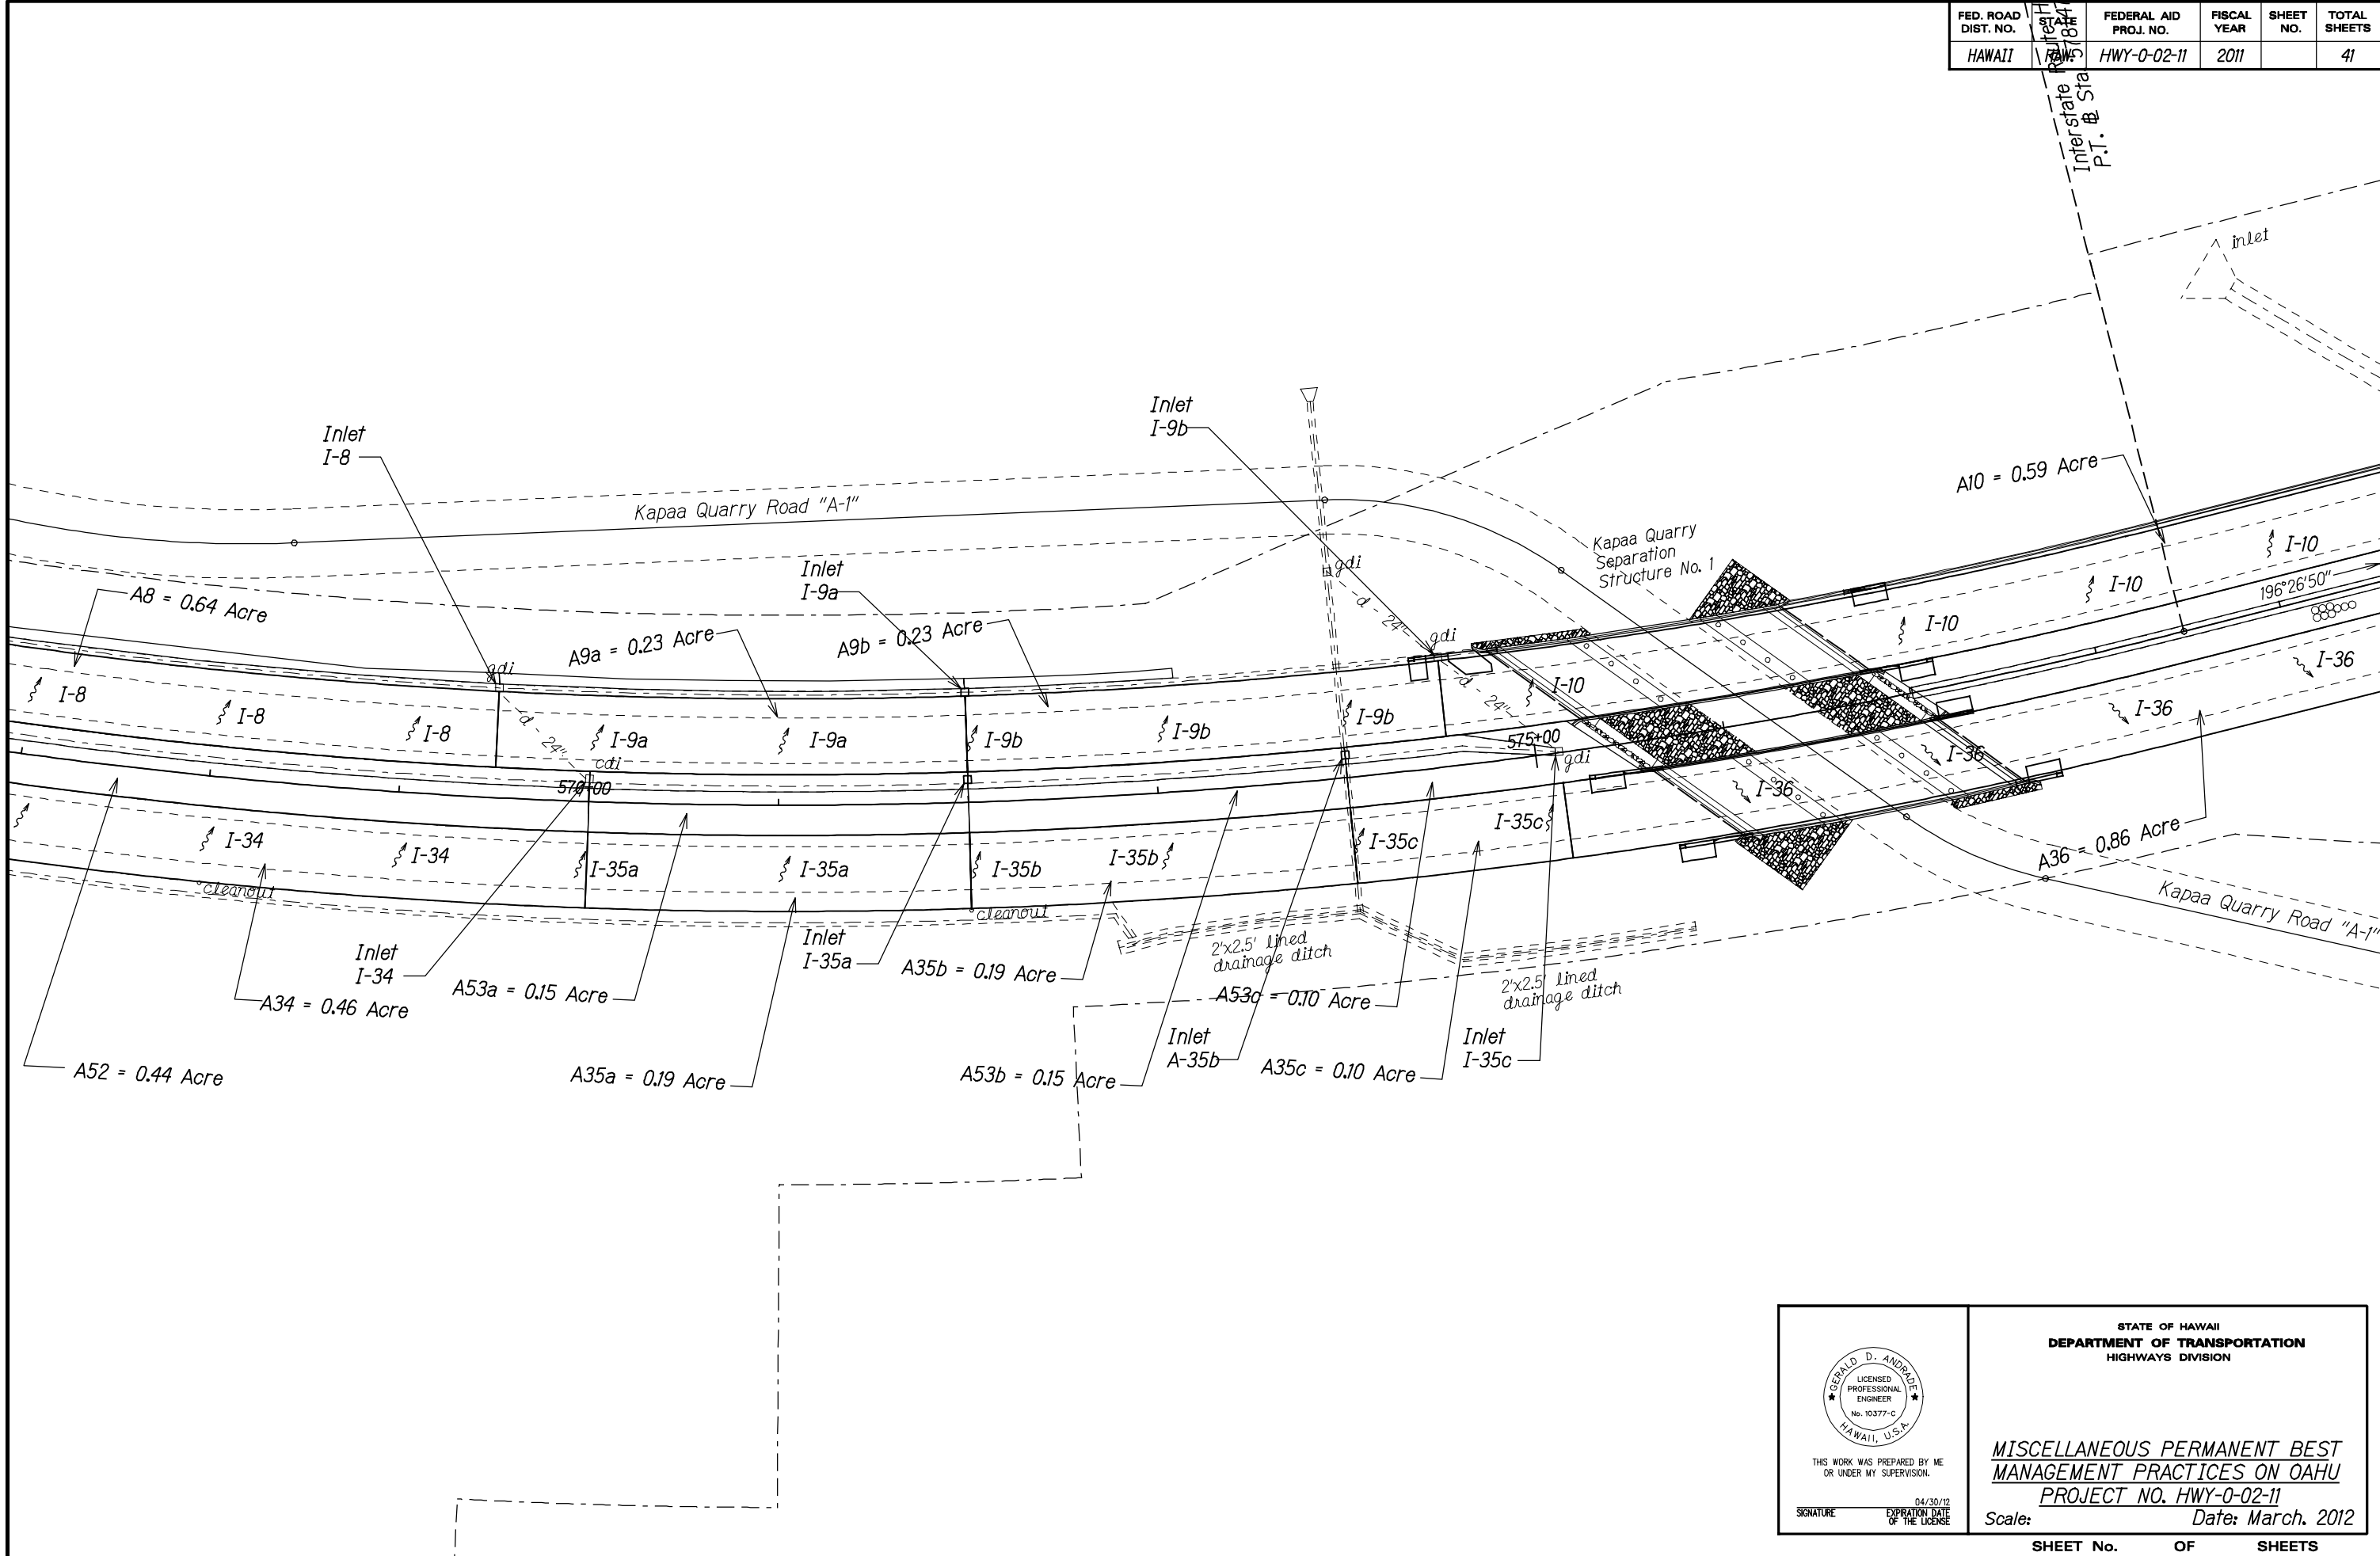 FED. ROAD DIST. NO.
STATE
FEDERAL AID PROJ. NO.
FISCAL YEAR
SHEET NO.
TOTAL SHEETS
HAWAII
HAW.
HWY-O-02-11
2011
41
Interstate Route H
P.T. B Sta. 578+4
inlet
Inlet
I-8
Inlet
I-9b
Kapaa Quarry Road "A-1"
Inlet
I-9a
gdi
d
24"
gdi
Kapaa Quarry
Separation
Structure No. 1
A10 = 0.59 Acre
I-10
I-10
I-10
I-10
196°26'50"
A8 = 0.64 Acre
A9a = 0.23 Acre
A9b = 0.23 Acre
gdi
d
24"
d
24"
I-8
I-8
I-8
I-9a
I-9a
I-9b
I-9b
I-9b
cdi
570+00
575+00
gdi
I-36
I-36
I-36
I-36
I-34
I-34
I-35a
I-35a
I-35b
I-35b
I-35c
I-35c
cleanout
cleanout
A36 = 0.86 Acre
Kapaa Quarry Road "A-1"
2'x2.5' lined
drainage ditch
2'x2.5' lined
drainage ditch
Inlet
I-34
A34 = 0.46 Acre
A53a = 0.15 Acre
Inlet
I-35a
A35b = 0.19 Acre
A53c = 0.10 Acre
A52 = 0.44 Acre
A35a = 0.19 Acre
A53b = 0.15 Acre
Inlet
A-35b
A35c = 0.10 Acre
Inlet
I-35c
GERALD D. ANDRADE
LICENSED
PROFESSIONAL
ENGINEER
No. 10377-C
HAWAII, U.S.A.
THIS WORK WAS PREPARED BY ME
OR UNDER MY SUPERVISION.
04/30/12
SIGNATURE
EXPIRATION DATE
OF THE LICENSE
STATE OF HAWAII
DEPARTMENT OF TRANSPORTATION
HIGHWAYS DIVISION
MISCELLANEOUS PERMANENT BEST
MANAGEMENT PRACTICES ON OAHU
PROJECT NO. HWY-O-02-11
Scale: Date: March. 2012
SHEET No. OF SHEETS